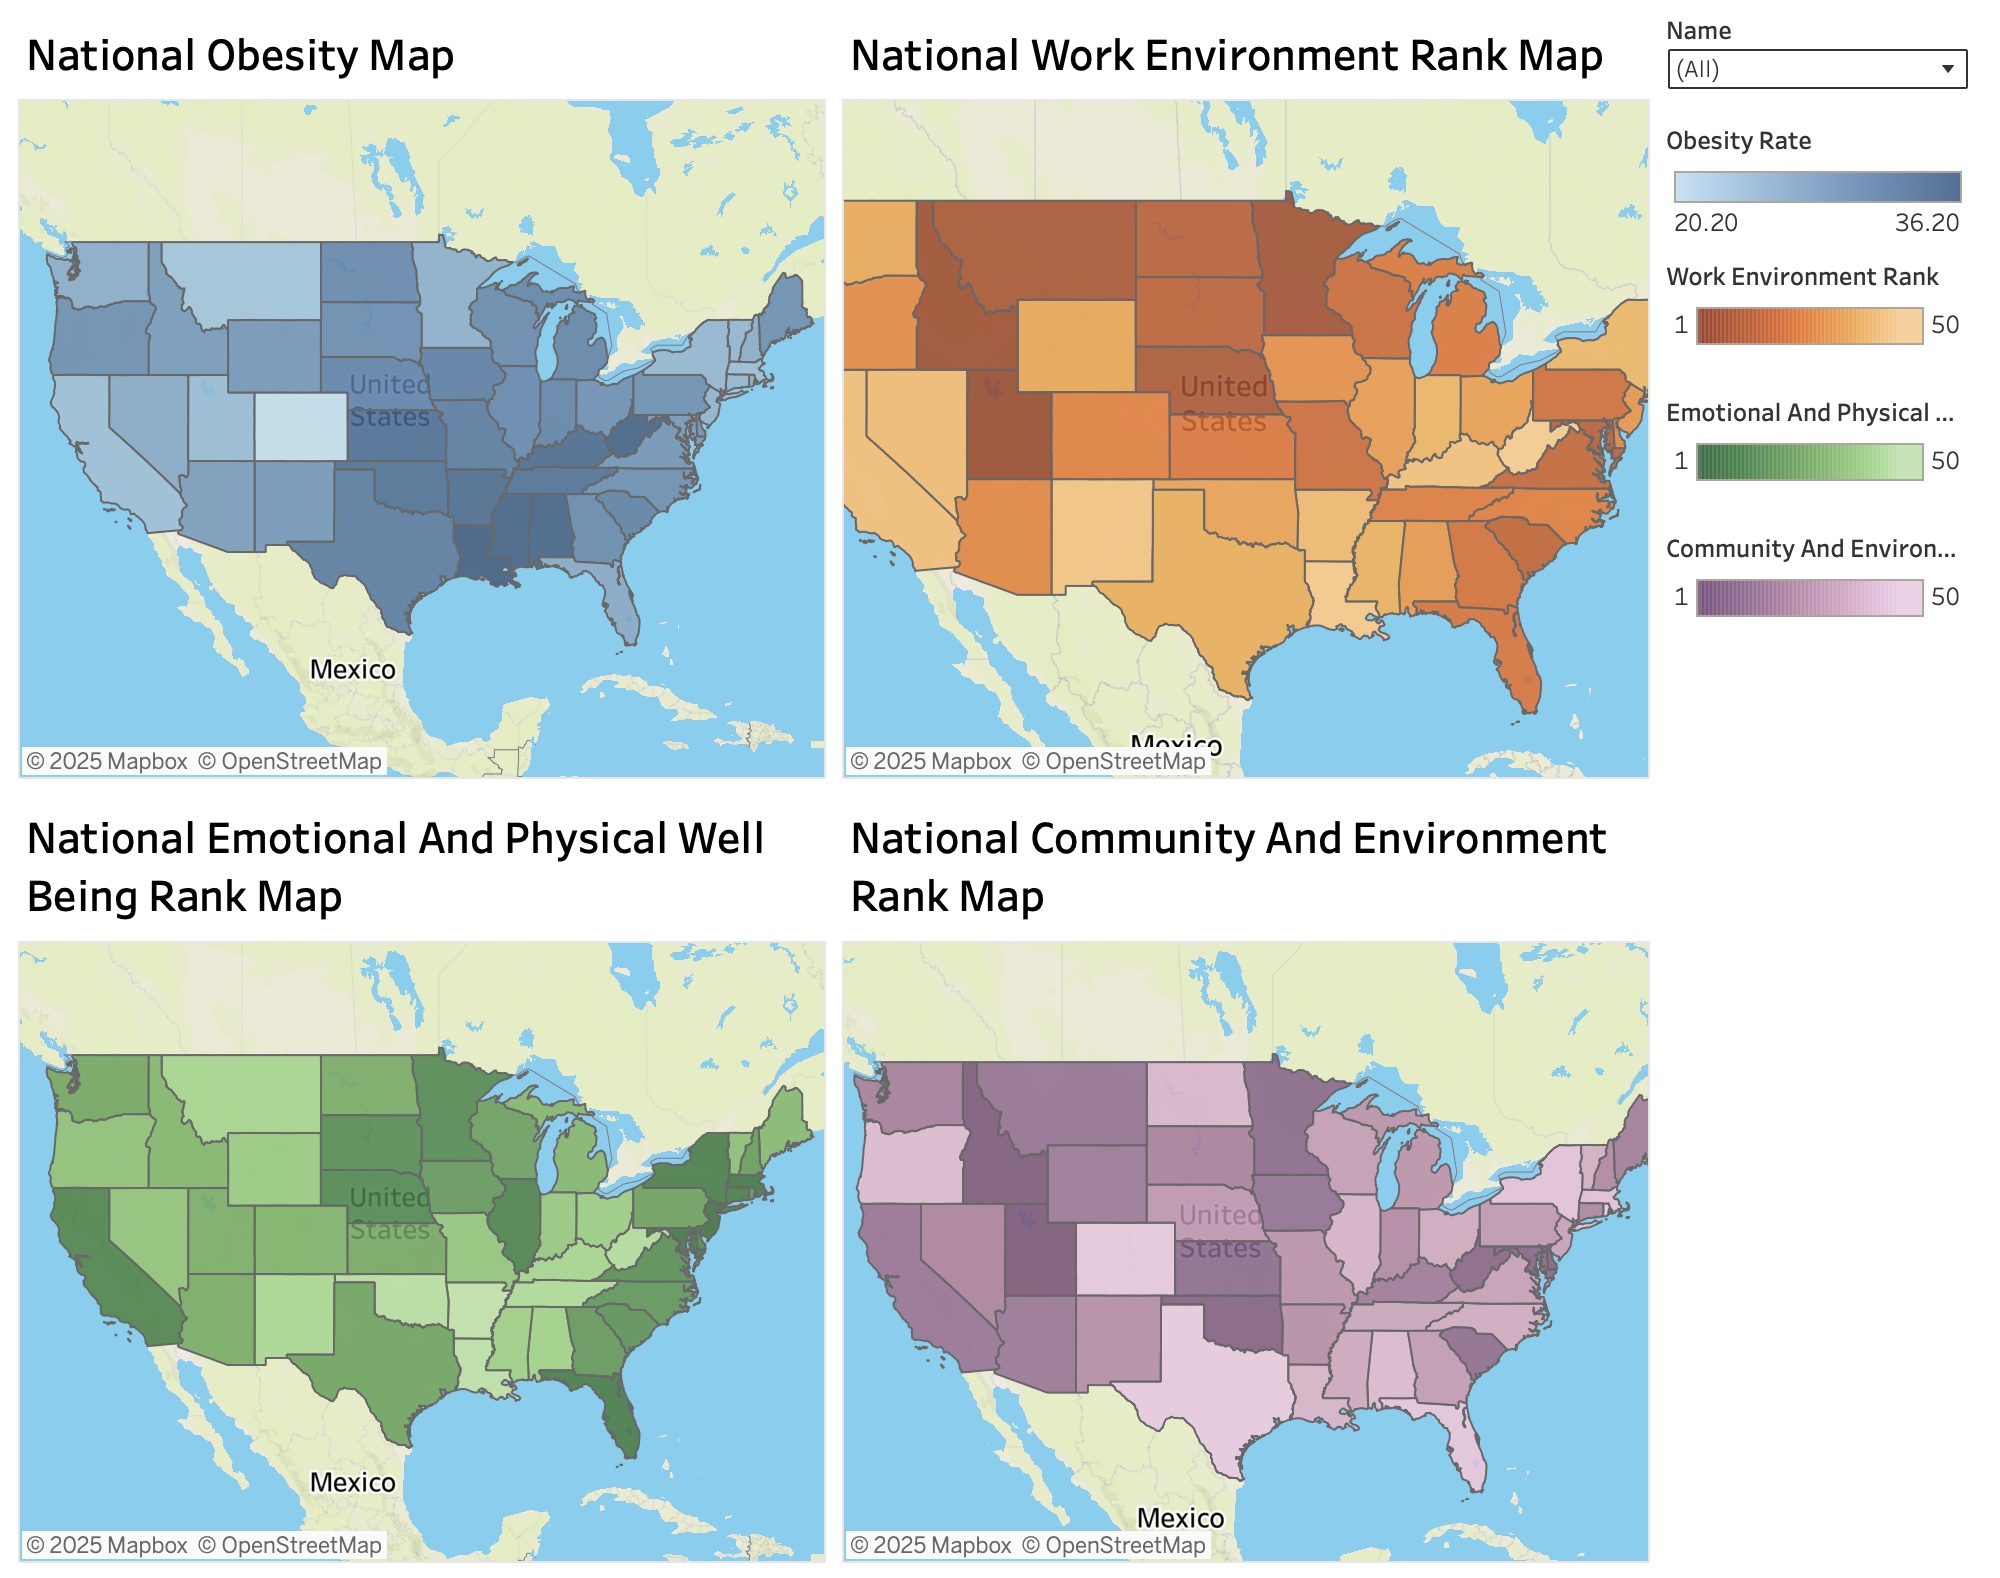 National Obesity Map
United
States
Mexico
© 2025 Mapbox © OpenStreetMap
National Work Environment Rank Map
United
States
Mexico
© 2025 Mapbox © OpenStreetMap
Name
(All)
Obesity Rate
20.20 36.20
Work Environment Rank
1 50
Emotional And Physical ...
1 50
Community And Environ...
1 50
National Emotional And Physical Well
Being Rank Map
United
States
Mexico
© 2025 Mapbox © OpenStreetMap
National Community And Environment
Rank Map
United
States
Mexico
© 2025 Mapbox © OpenStreetMap